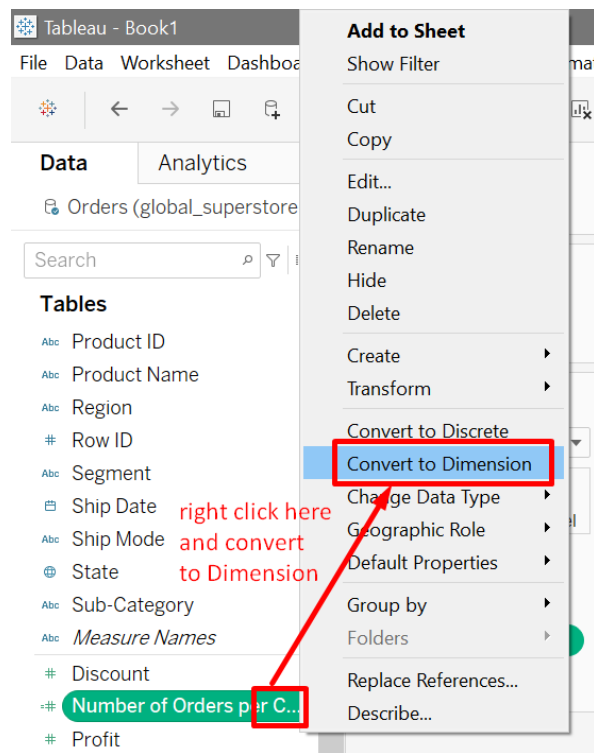 Tableau - Book1
File Data Worksheet Dashboa
Data Analytics
Orders (global_superstore
Search
Tables
Abc Product ID
Abc Product Name
Abc Region
# Row ID
Abc Segment
Ship Date
Abc Ship Mode
State
Abc Sub-Category
Abc Measure Names
# Discount
=# Number of Orders per C...
# Profit
right click here
and convert
to Dimension
Add to Sheet
Show Filter
Cut
Copy
Edit...
Duplicate
Rename
Hide
Delete
Create
Transform
Convert to Discrete
Convert to Dimension
Change Data Type
Geographic Role
Default Properties
Group by
Folders
Replace References...
Describe...